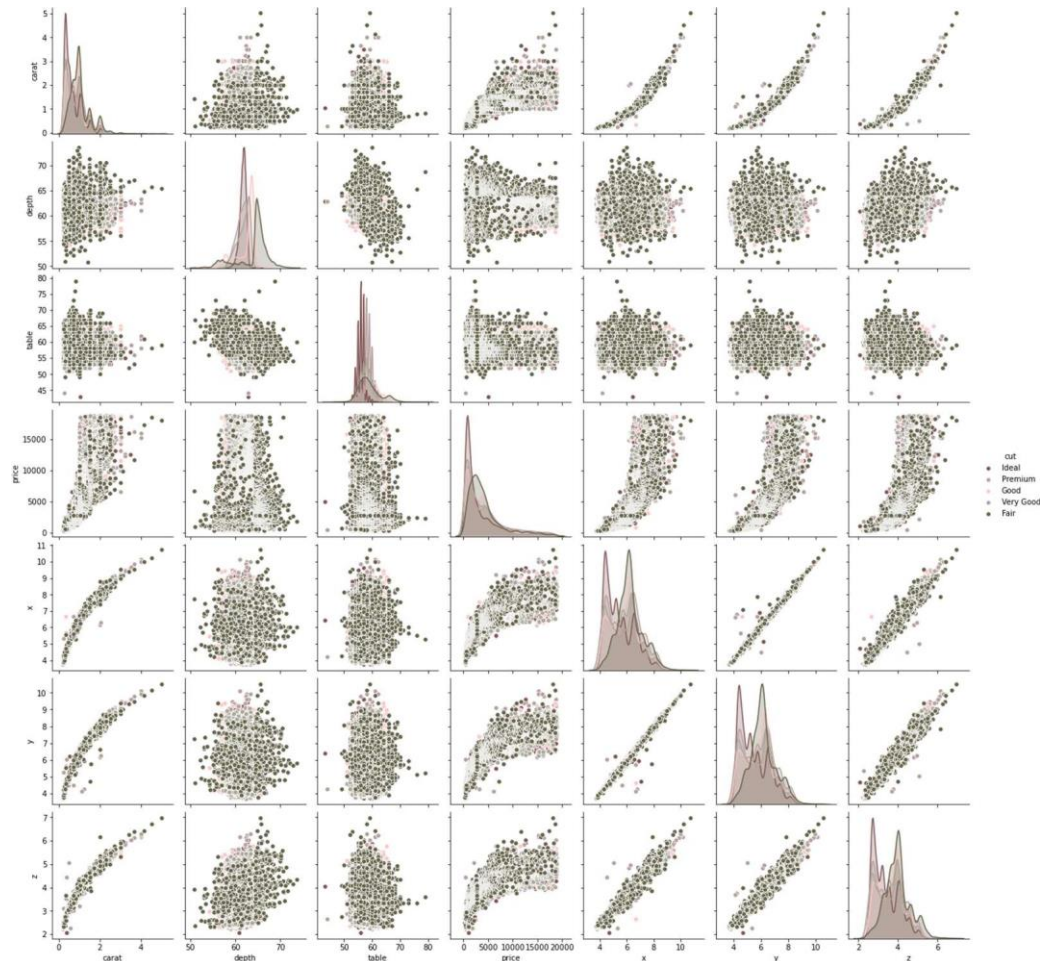 5
4
3
2
1
0
carat
70
65
60
55
50
depth
80
75
70
65
60
55
50
45
table
15000
10000
5000
0
price
cut
Ideal
Premium
Good
Very Good
Fair
11
10
9
8
7
6
5
4
x
10
9
8
7
6
5
4
y
7
6
5
4
3
2
z
0 2 4
50 60 70
50 60 70 80
0 5000 10000 15000 20000
4 6 8 10
4 6 8 10
2 4 6
carat depth table price x y z